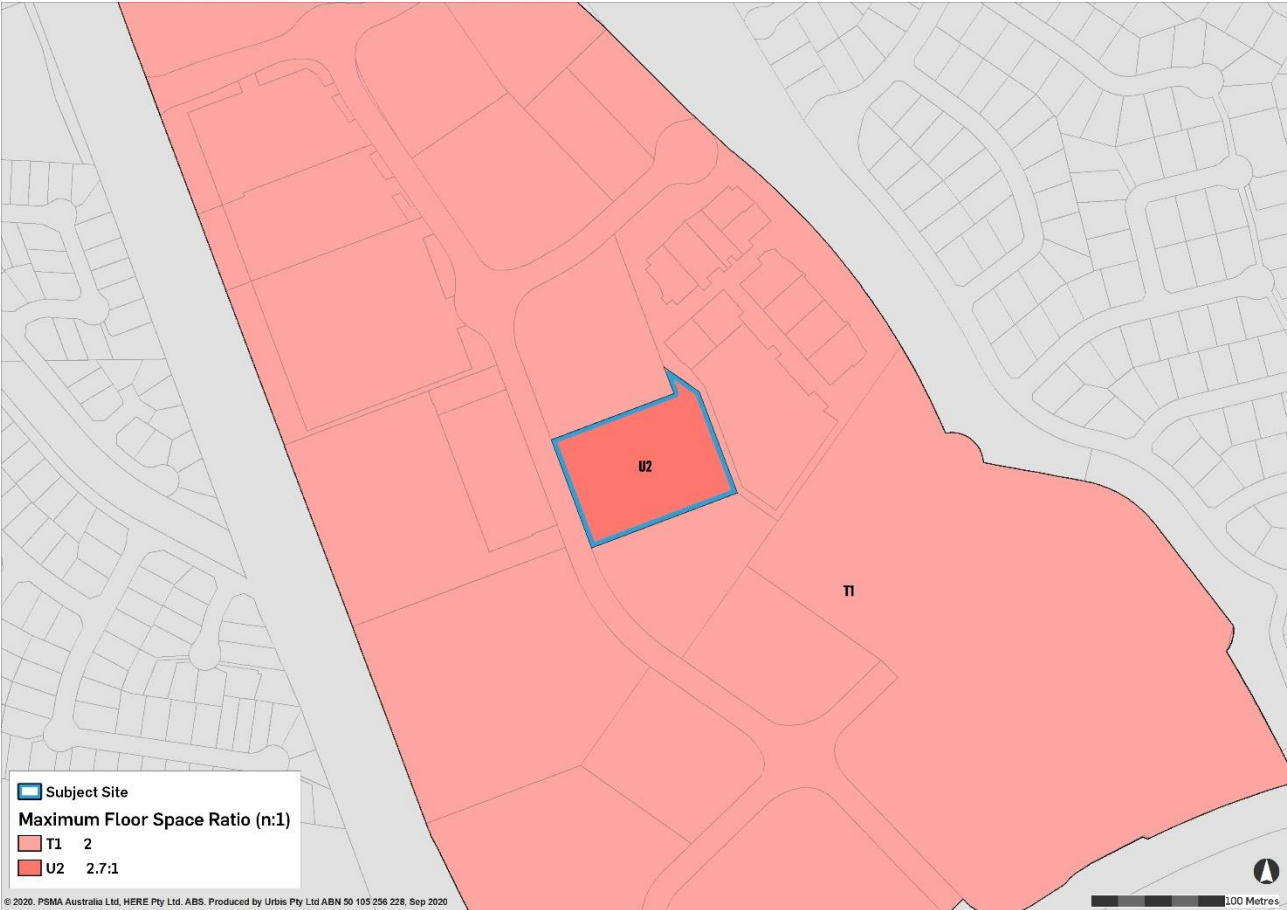 U2
T1
Subject Site
Maximum Floor Space Ratio (n:1)
T1 2
U2 2.7:1
© 2020. PSMA Australia Ltd, HERE Pty Ltd. ABS. Produced by Urbis Pty Ltd ABN 50 105 256 228, Sep 2020
100 Metres